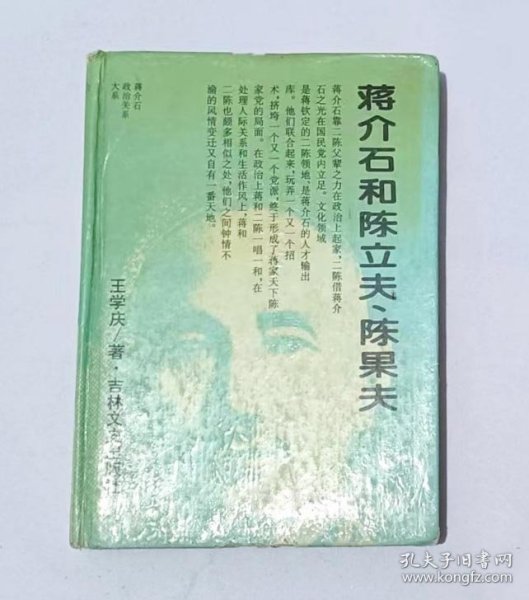 蒋介石和陈立夫、陈果夫
蒋介石靠二陈父辈之力在政治上起家，二陈借蒋介
石之光在国民党内立足。文化领域
是蒋钦定的二陈领地，是蒋介石的人才输出
库。他们联合起来，玩弄一个又一个招
术，挤垮一个又一个党派，终于形成了蒋家天下陈
家党的局面。在政治上蒋和二陈一唱一和，在
处理人际关系和生活作风上，蒋和
二陈也颇多相似之处，他们之间钟情不
渝的风情变迁又自有一番天地。
蒋介石
政治关系
大系
王学庆/著·吉林文史出版社
孔夫子旧书网
www.kongfz.com